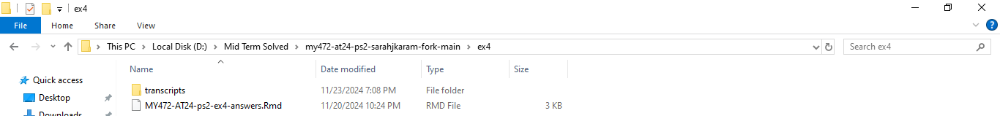 ex4
File Home Share View
This PC Local Disk (D:) Mid Term Solved my472-at24-ps2-sarahjkaram-fork-main ex4 Search ex4
Name Date modified Type Size
Quick access
transcripts 11/23/2024 7:08 PM File folder
Desktop
MY472-AT24-ps2-ex4-answers.Rmd 11/20/2024 10:24 PM RMD File 3 KB
Downloads